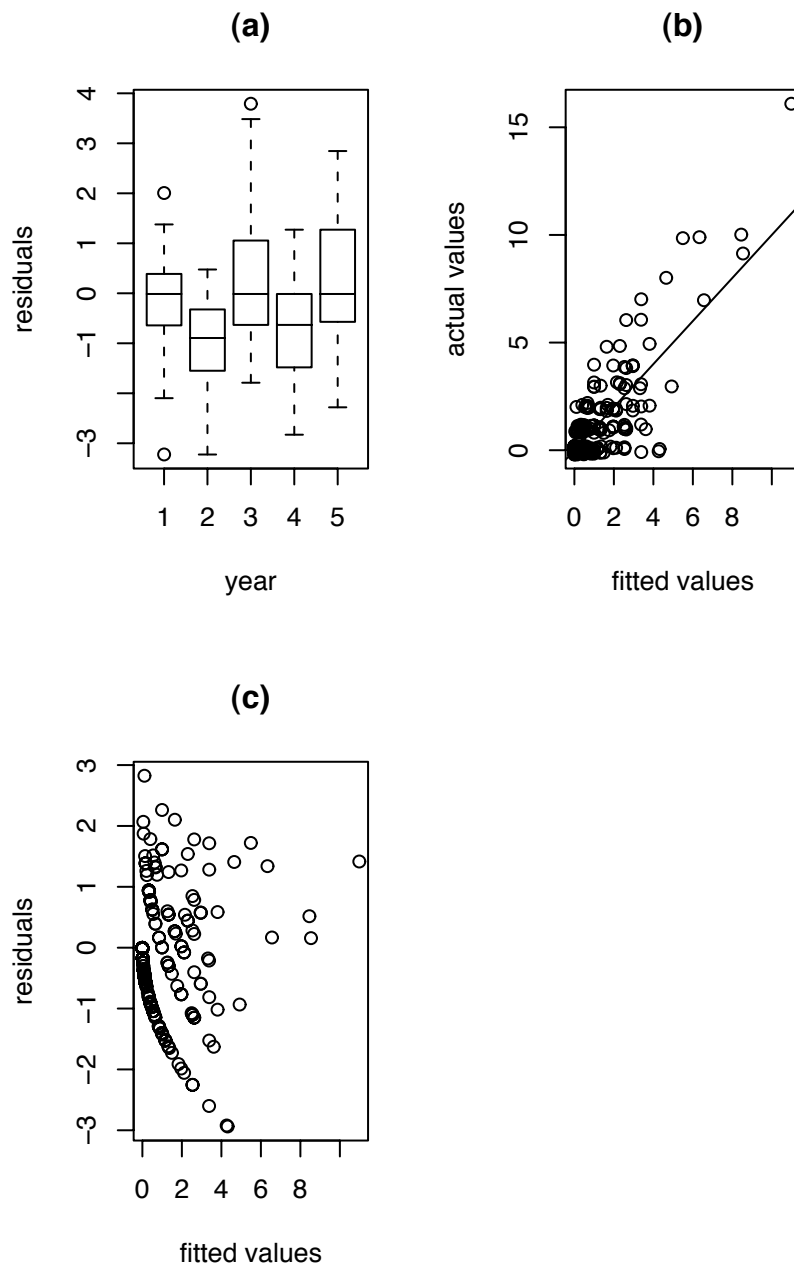 (a)
residuals
4
3
2
1
0
−1
−3
1 2 3 4 5
year
(b)
actual values
15
10
5
0
0 2 4 6 8
fitted values
(c)
residuals
3
2
1
0
−1
−2
−3
0 2 4 6 8
fitted values